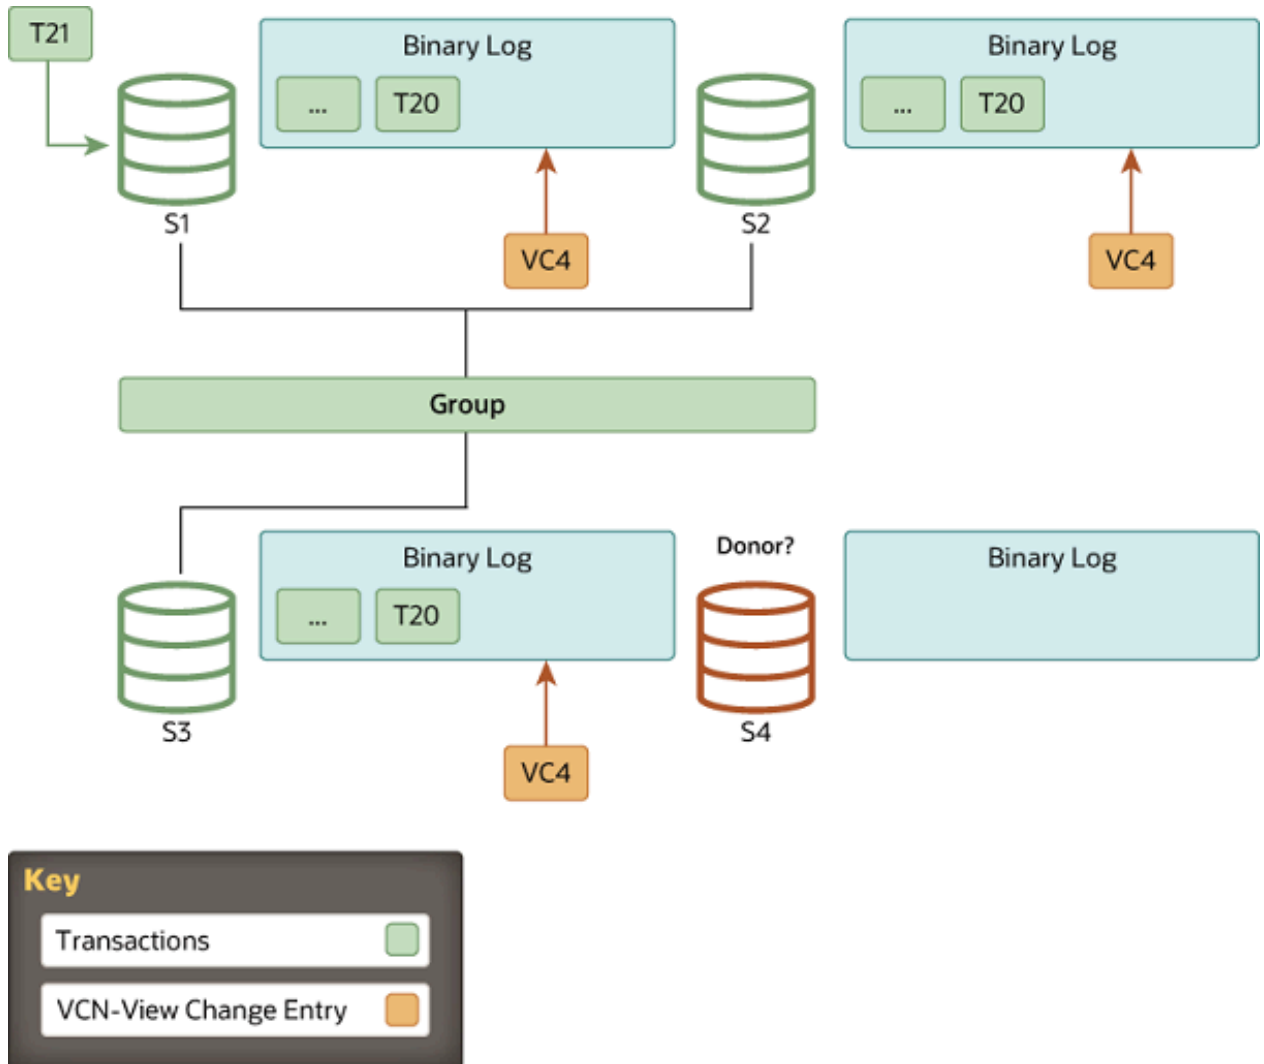 T21
Binary Log
... T20
S1
VC4
Binary Log
... T20
S2
VC4
Group
Binary Log
... T20
S3
VC4
Donor?
S4
Binary Log
Key
Transactions
VCN-View Change Entry